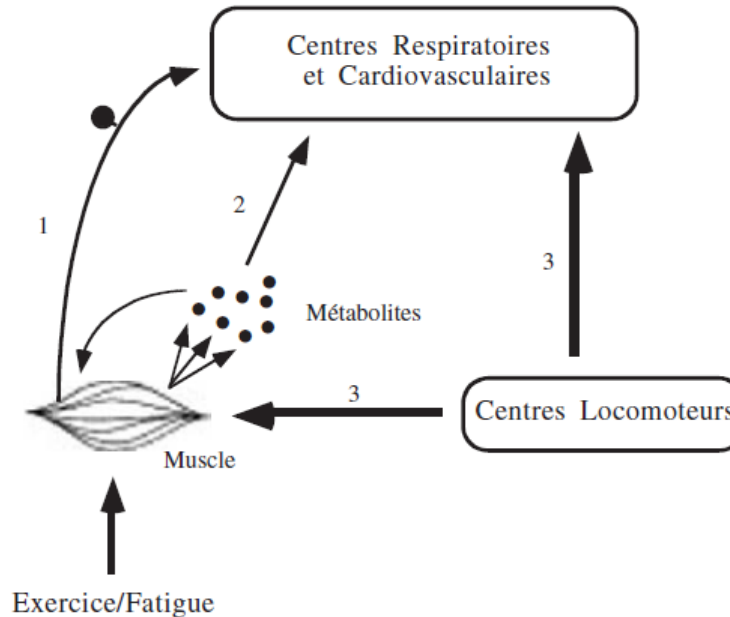 Centres Respiratoires
et Cardiovasculaires
1
2
3
Métabolites
3
Centres Locomoteurs
Muscle
Exercice/Fatigue